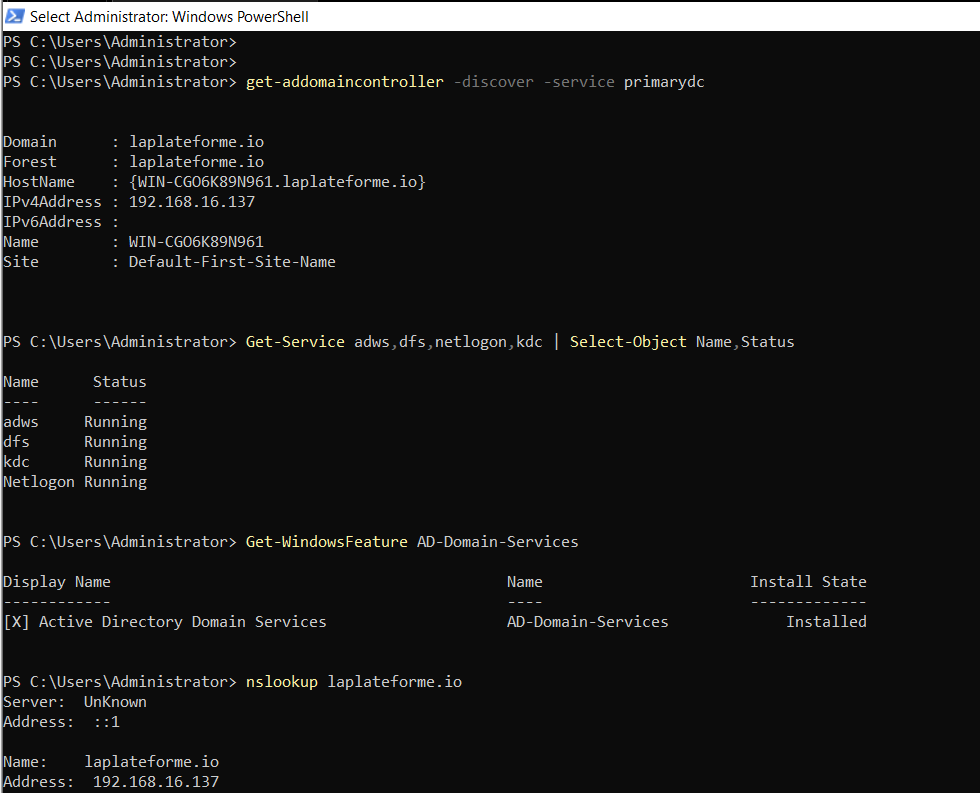 Select Administrator: Windows PowerShell
PS C:\Users\Administrator>
PS C:\Users\Administrator>
PS C:\Users\Administrator> get-addomaincontroller -discover -service primarydc
Domain      : laplateforme.io
Forest      : laplateforme.io
HostName    : {WIN-CGO6K89N961.laplateforme.io}
IPv4Address : 192.168.16.137
IPv6Address :
Name        : WIN-CGO6K89N961
Site        : Default-First-Site-Name
PS C:\Users\Administrator> Get-Service adws,dfs,netlogon,kdc | Select-Object Name,Status
Name      Status
----      ------
adws     Running
dfs      Running
kdc      Running
Netlogon Running
PS C:\Users\Administrator> Get-WindowsFeature AD-Domain-Services
Display Name                                            Name                       Install State
------------                                            ----                       -------------
[X] Active Directory Domain Services                    AD-Domain-Services             Installed
PS C:\Users\Administrator> nslookup laplateforme.io
Server:  UnKnown
Address:  ::1
Name:    laplateforme.io
Address:  192.168.16.137